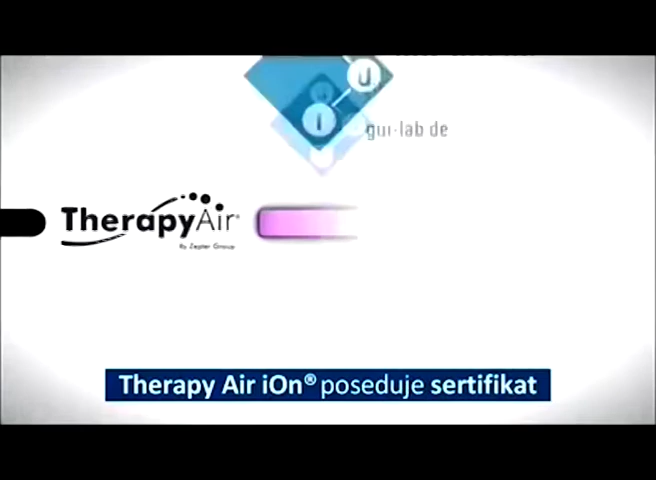 U
i
gui-lab de
TherapyAir®
By Zepter Group
Therapy Air iOn® poseduje sertifikat